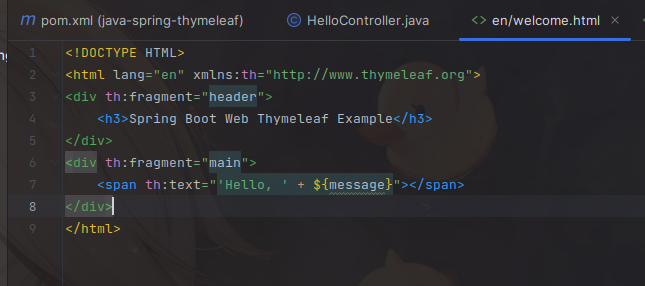 m pom.xml (java-spring-thymeleaf) © HelloController.java <> en/welcome.html ×
1 <!DOCTYPE HTML>
2 <html lang="en" xmlns:th="http://www.thymeleaf.org">
3 <div th:fragment="header">
4     <h3>Spring Boot Web Thymeleaf Example</h3>
5 </div>
6 <div th:fragment="main">
7     <span th:text="'Hello, ' + ${message}"></span>
8 </div>
9 </html>